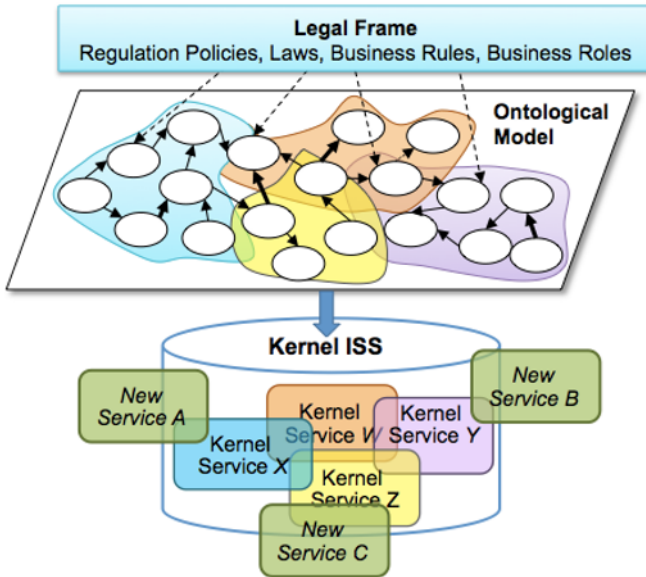 Legal Frame
Regulation Policies, Laws, Business Rules, Business Roles
Ontological
Model
Kernel ISS
New
Service A
New
Service B
Kernel
Service W
Kernel
Service Y
Kernel
Service X
Kernel
Service Z
New
Service C